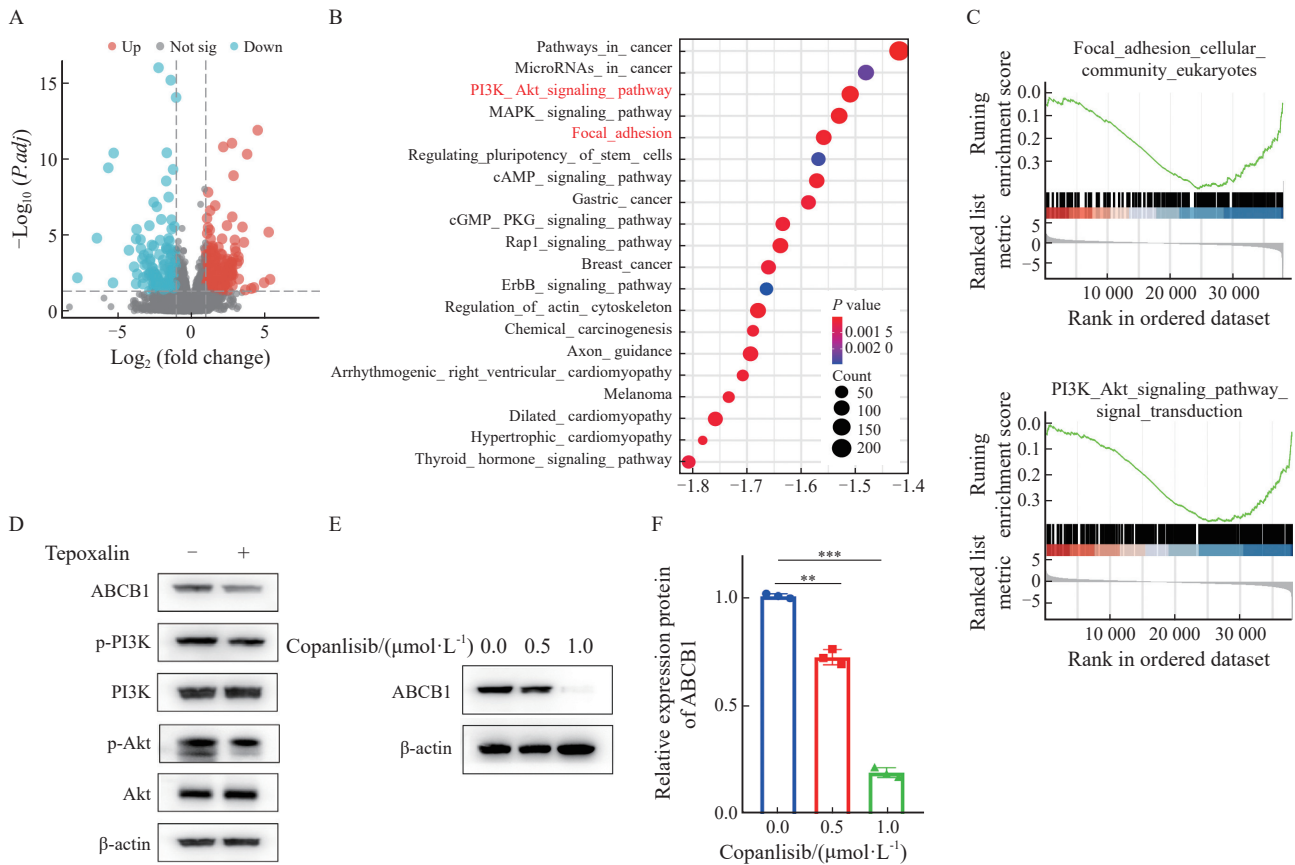 A
Up Not sig Down
15
10
5
0
−Log₁₀ (P.adj)
−5 0 5
Log₂ (fold change)
B
Pathways_in_ cancer
MicroRNAs_ in_ cancer
PI3K_ Akt_signaling_ pathway
MAPK_ signaling_ pathway
Focal_adhesion
Regulating_pluripotency_ of_stem_ cells
cAMP_ signaling_ pathway
Gastric_ cancer
cGMP_ PKG_ signaling_ pathway
Rap1_signaling_ pathway
Breast_cancer
ErbB_ signaling_ pathway
Regulation_ of_ actin_ cytoskeleton
Chemical_ carcinogenesis
Axon_ guidance
Arrhythmogenic_ right_ventricular_ cardiomyopathy
Melanoma
Dilated_ cardiomyopathy
Hypertrophic_ cardiomyopathy
Thyroid_ hormone_ signaling_ pathway
−1.8 −1.7 −1.6 −1.5 −1.4
P value
0.001 5
0.002 0
Count
50
100
150
200
C
Focal_adhesion_cellular_
community_eukaryotes
Runing
enrichment score
0.0
0.1
0.2
0.3
Ranked list
metric
5
0
−5
10 000 20 000 30 000
Rank in ordered dataset
PI3K_Akt_signaling_pathway_
signal_transduction
Runing
enrichment score
0.0
0.1
0.2
0.3
Ranked list
metric
5
0
−5
10 000 20 000 30 000
Rank in ordered dataset
D
Tepoxalin − +
ABCB1
p-PI3K
PI3K
p-Akt
Akt
β-actin
E
Copanlisib/(μmol·L⁻¹) 0.0 0.5 1.0
ABCB1
β-actin
F
***
**
Relative expression protein
of ABCB1
1.0
0.0
0.0 0.5 1.0
Copanlisib/(μmol·L⁻¹)